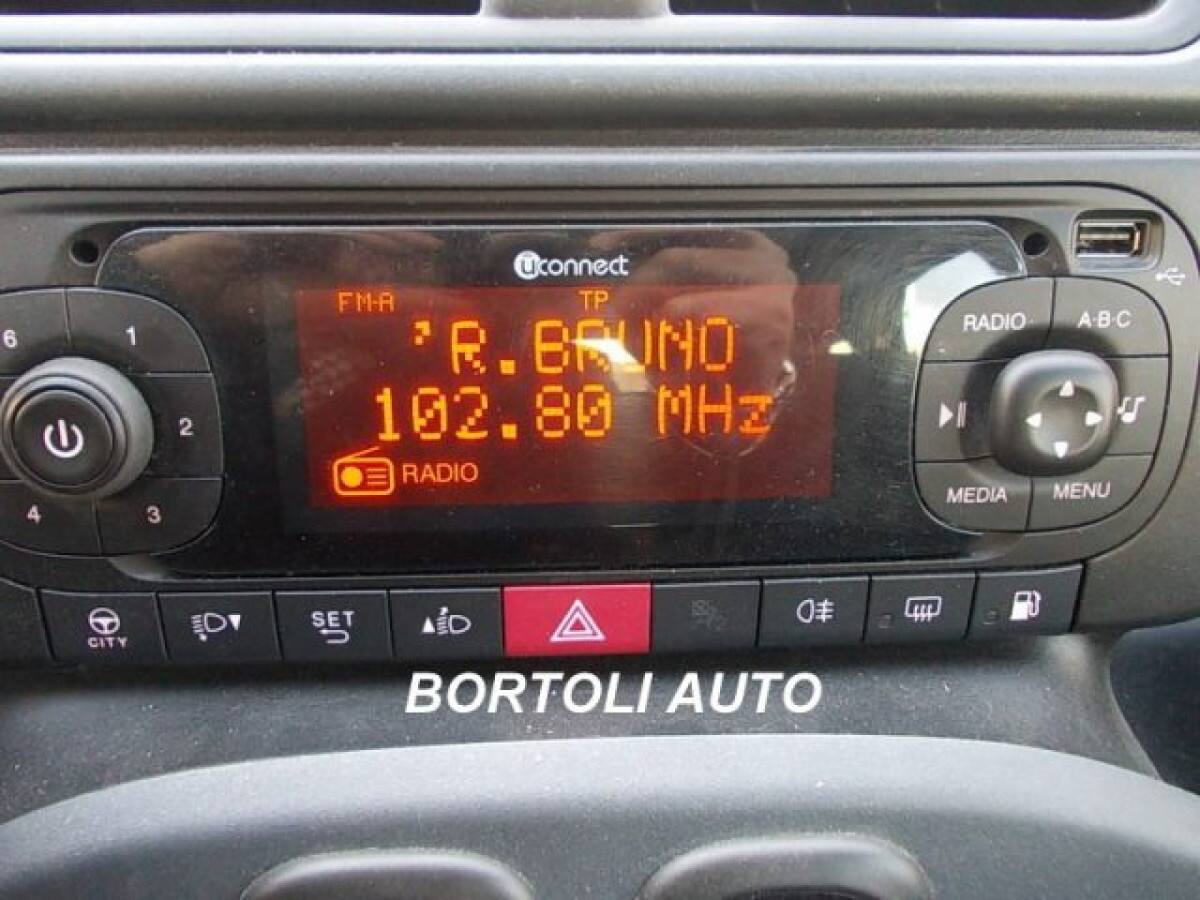 uconnect
FM-A TP
'R.BRUNO
102.80 MHz
RADIO
6 1
2
4 3
RADIO A·B·C
MEDIA MENU
CITY
SET
BORTOLI AUTO